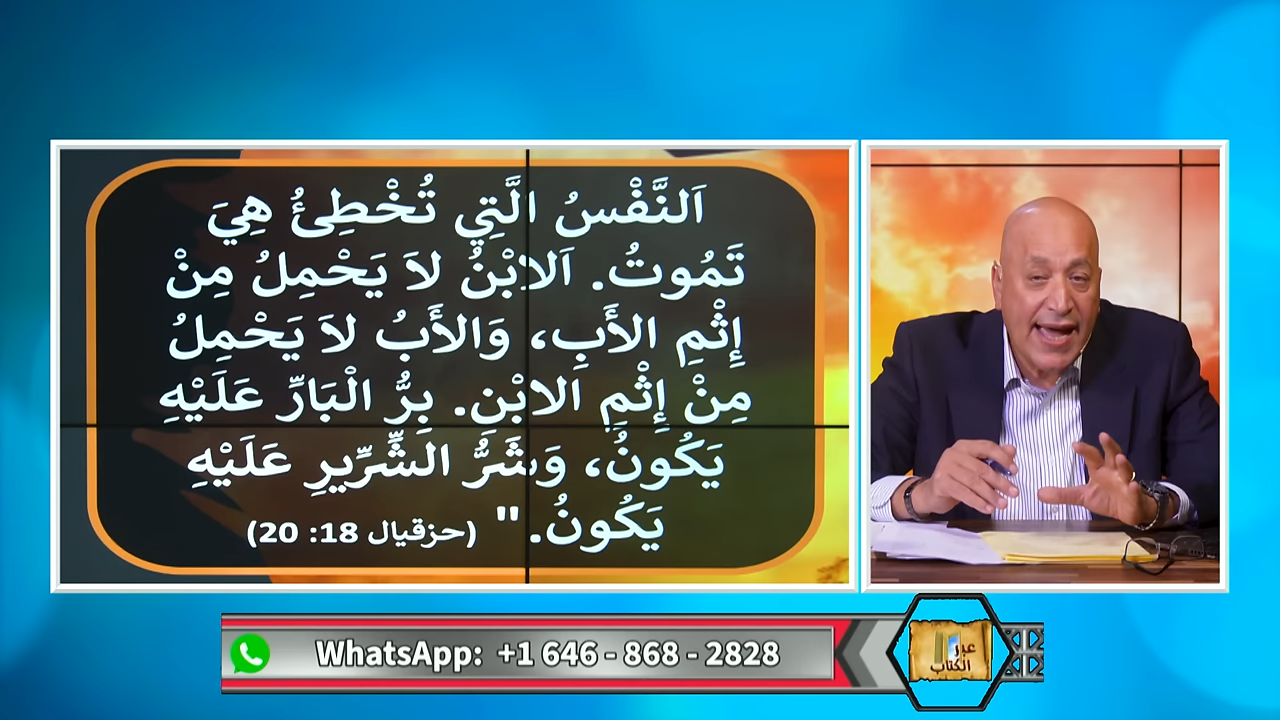 اَلنَّفْسُ الَّتِي تُخْطِئُ هِيَ
تَمُوتُ. اَلابْنُ لاَ يَحْمِلُ مِنْ
إِثْمِ الأَبِ، وَالأَبُ لاَ يَحْمِلُ
مِنْ إِثْمِ الابْنِ. بِرُّ الْبَارِّ عَلَيْهِ
يَكُونُ، وَشَرُّ الشِّرِّيرِ عَلَيْهِ
يَكُونُ." (حزقيال 18: 20)
WhatsApp: +1 646 - 868 - 2828
عبر
الكتاب